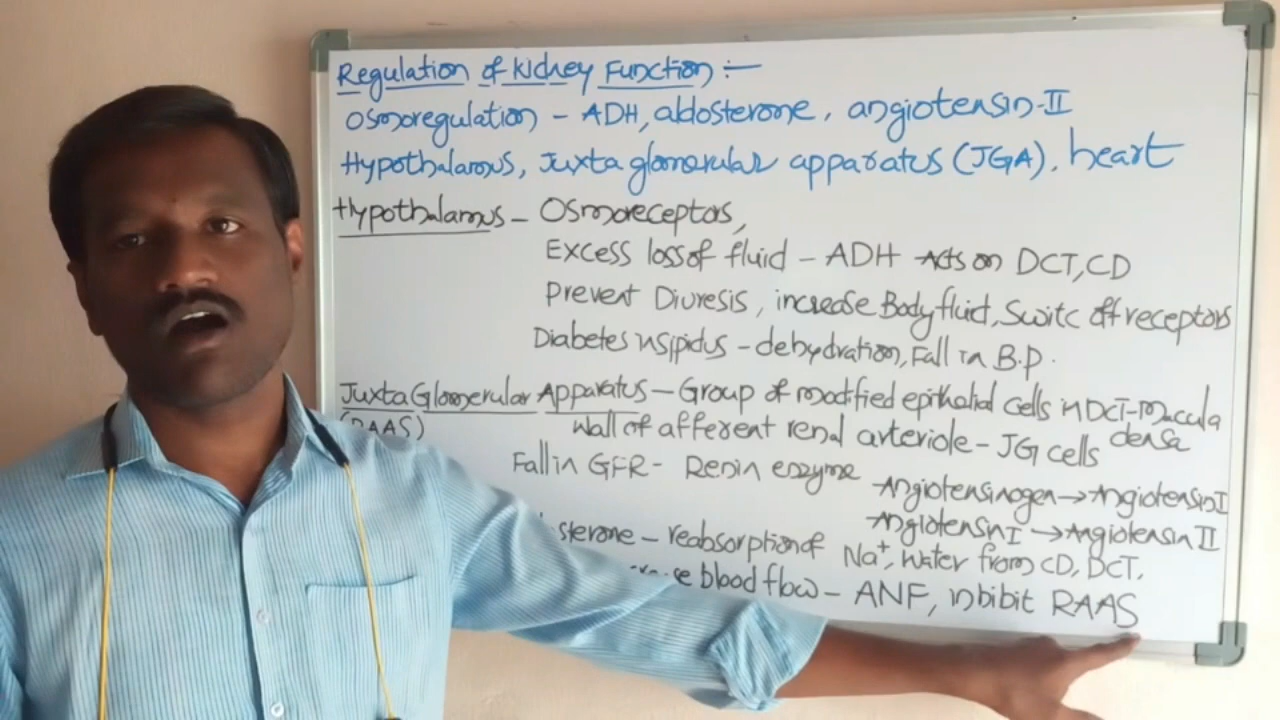 Regulation of Kidney Function :-
Osmoregulation - ADH, aldosterone, angiotensin-II
Hypothalamus, Juxta glomerular apparatus (JGA), heart
Hypothalamus - Osmoreceptors,
Excess loss of fluid - ADH Acts on DCT, CD
Prevent Diuresis, increase Body fluid, Switc off receptors
Diabetes nsipidus - dehydration, Fall in B.P.
Juxta Glomerular Apparatus - Group of modified epithelial cells in DCT - Macula densa
(RAAS) Wall of afferent renal arteriole - JG cells
Fall in GFR - Renin enzyme Angiotensinogen → Angiotensin I
Angiotensin I → Angiotensin II
sterone - reabsorption of Na+, Water from CD, DCT,
blood flow - ANF, inhibit RAAS